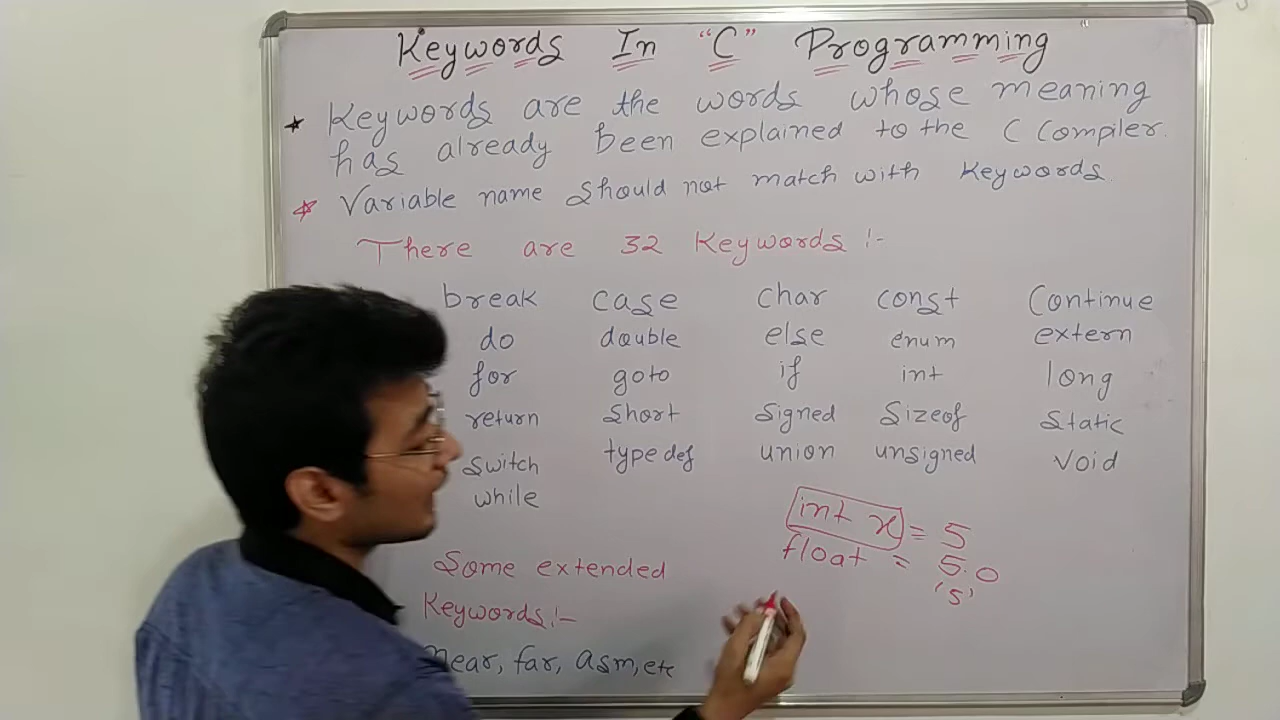 Keywords In "C" Programming
★ Keywords are the words whose meaning
has already been explained to the C Compiler.
★ Variable name should not match with Keywords.
There are 32 Keywords :-
break case char const Continue
do double else enum extern
for goto if int long
return short Signed Sizeof Static
Switch typedef union unsigned Void
while
int x = 5
float = 5.0
'5'
Some extended
Keywords :-
near, far, asm, etc